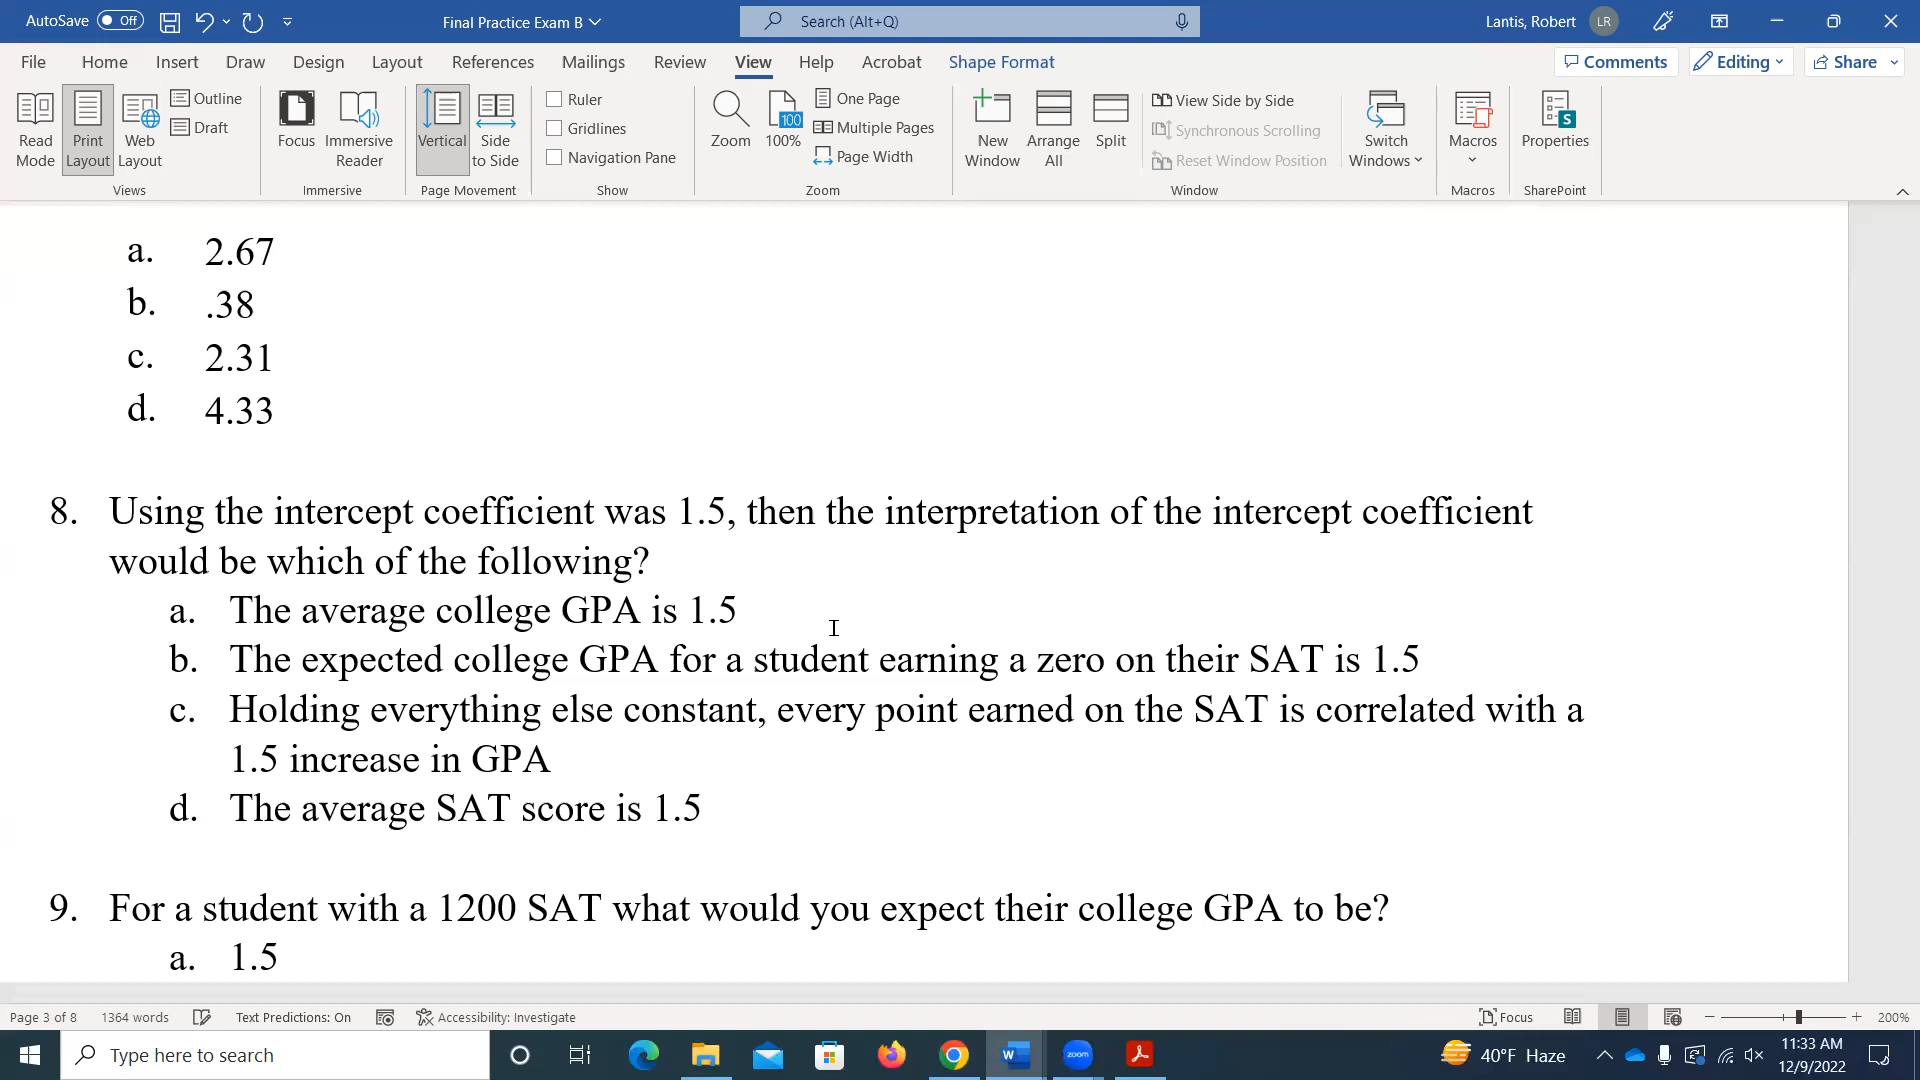 AutoSave Off Final Practice Exam B Search (Alt+Q) Lantis, Robert LR
File Home Insert Draw Design Layout References Mailings Review View Help Acrobat Shape Format Comments Editing Share
Read Mode Print Layout Web Layout Outline Draft Views
Focus Immersive Reader Immersive
Vertical Side to Side Page Movement
Ruler Gridlines Navigation Pane Show
Zoom 100 100% One Page Multiple Pages Page Width Zoom
New Window Arrange All Split View Side by Side Synchronous Scrolling Reset Window Position Switch Windows Window
Macros Macros
Properties SharePoint
a. 2.67
b. .38
c. 2.31
d. 4.33
8. Using the intercept coefficient was 1.5, then the interpretation of the intercept coefficient
would be which of the following?
a. The average college GPA is 1.5
b. The expected college GPA for a student earning a zero on their SAT is 1.5
c. Holding everything else constant, every point earned on the SAT is correlated with a
1.5 increase in GPA
d. The average SAT score is 1.5
9. For a student with a 1200 SAT what would you expect their college GPA to be?
a. 1.5
Page 3 of 8 1364 words Text Predictions: On Accessibility: Investigate Focus 200%
Type here to search zoom 40°F Haze 11:33 AM
12/9/2022